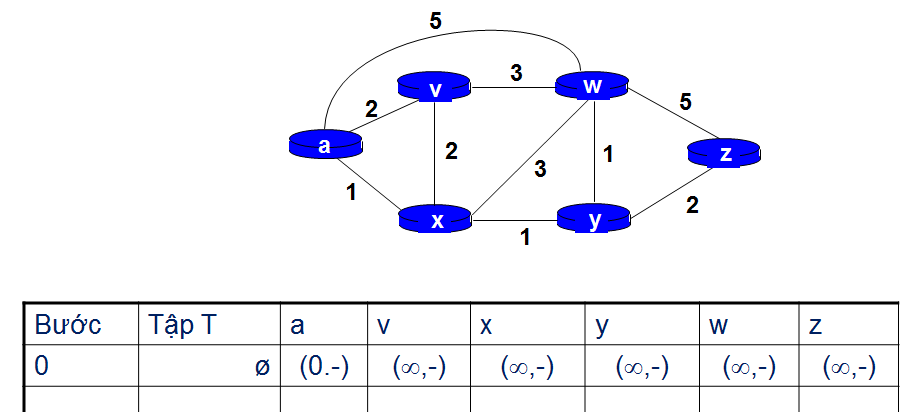 5
v
3
w
2
5
a
2
1
z
3
1
2
x
y
1
Bước Tập T a v x y w z
0 ø (0.-) (∞,-) (∞,-) (∞,-) (∞,-) (∞,-)